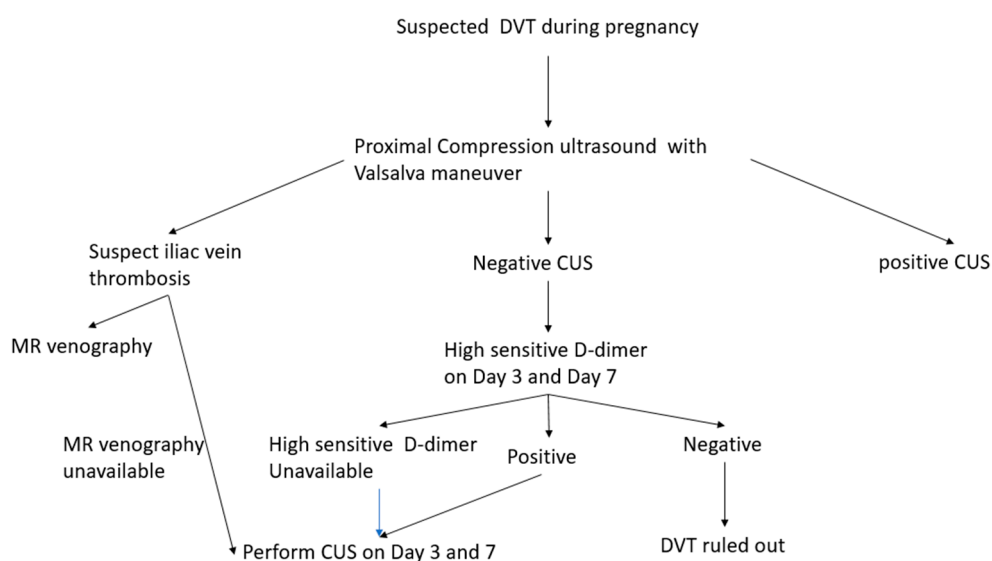 Suspected DVT during pregnancy
Proximal Compression ultrasound with
Valsalva maneuver
Suspect iliac vein
thrombosis
Negative CUS
positive CUS
MR venography
High sensitive D-dimer
on Day 3 and Day 7
MR venography
unavailable
High sensitive D-dimer
Unavailable
Positive
Negative
Perform CUS on Day 3 and 7
DVT ruled out